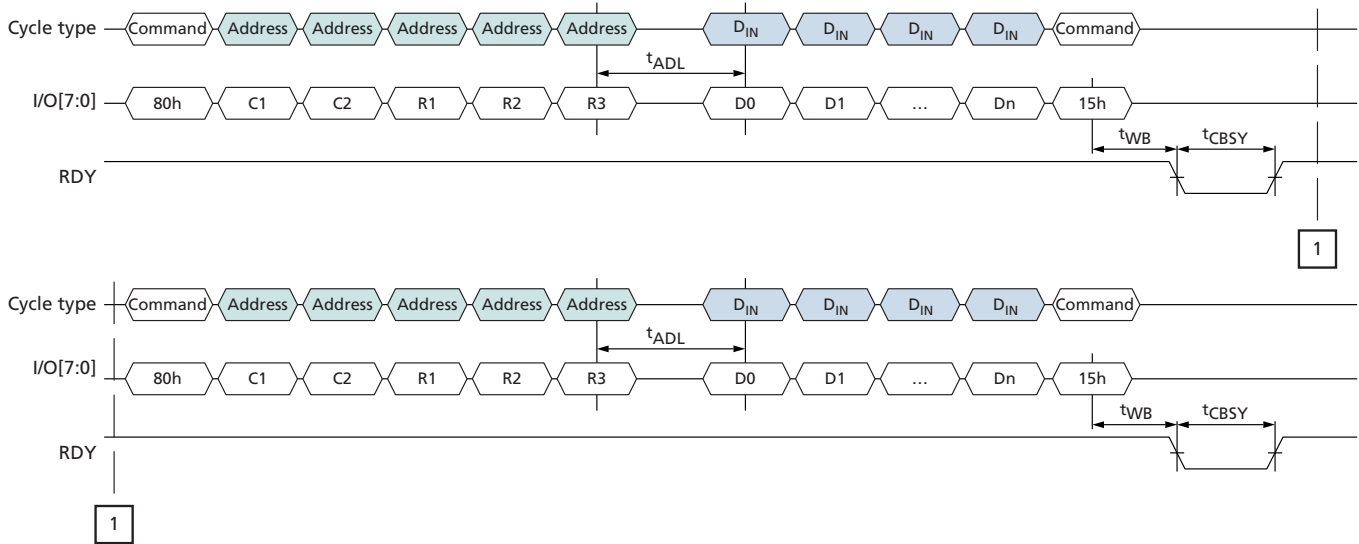 Cycle type Command Address Address Address Address Address DIN DIN DIN DIN Command
tADL
I/O[7:0] 80h C1 C2 R1 R2 R3 D0 D1 … Dn 15h
tWB tCBSY
RDY
1
Cycle type Command Address Address Address Address Address DIN DIN DIN DIN Command
tADL
I/O[7:0] 80h C1 C2 R1 R2 R3 D0 D1 … Dn 15h
tWB tCBSY
RDY
1